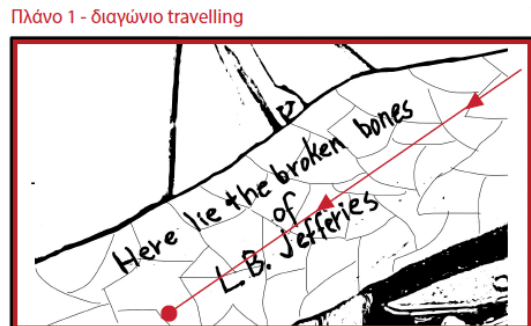 Πλάνο 1 - διαγώνιο travelling
Here lie the broken bones
of
L.B. Jefferies